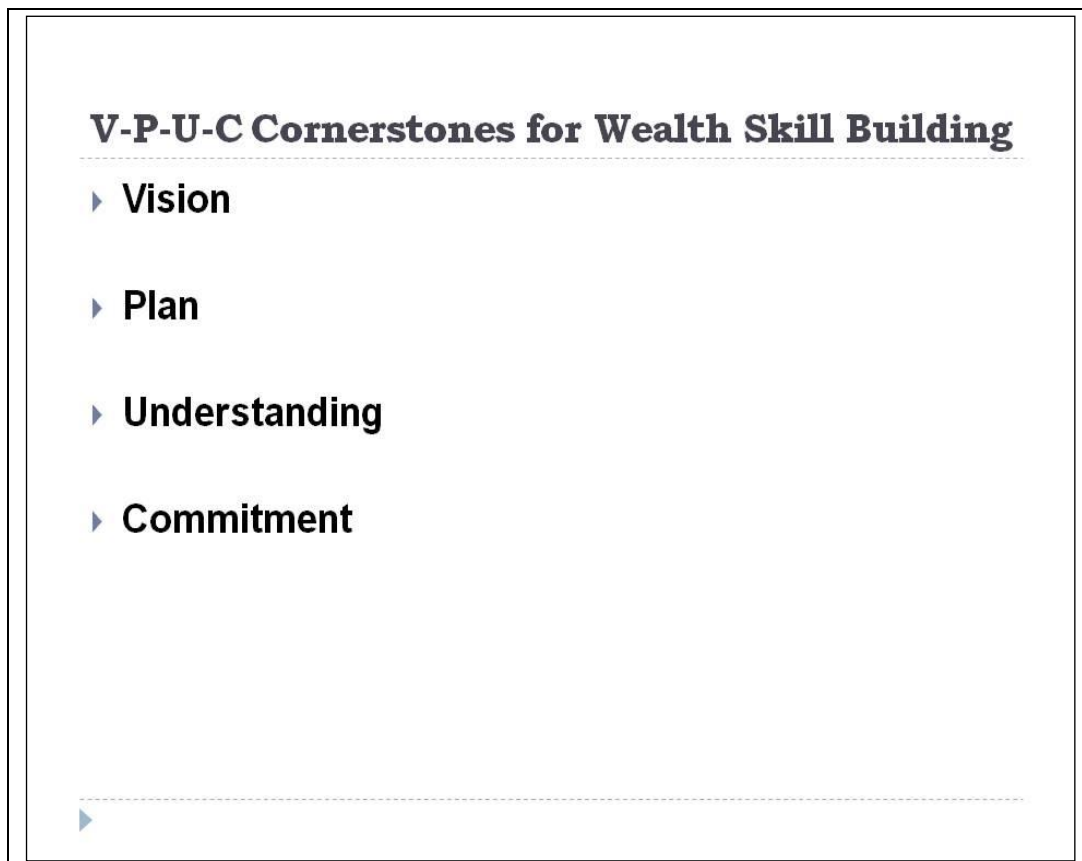 V-P-U-C Cornerstones for Wealth Skill Building
Vision
Plan
Understanding
Commitment